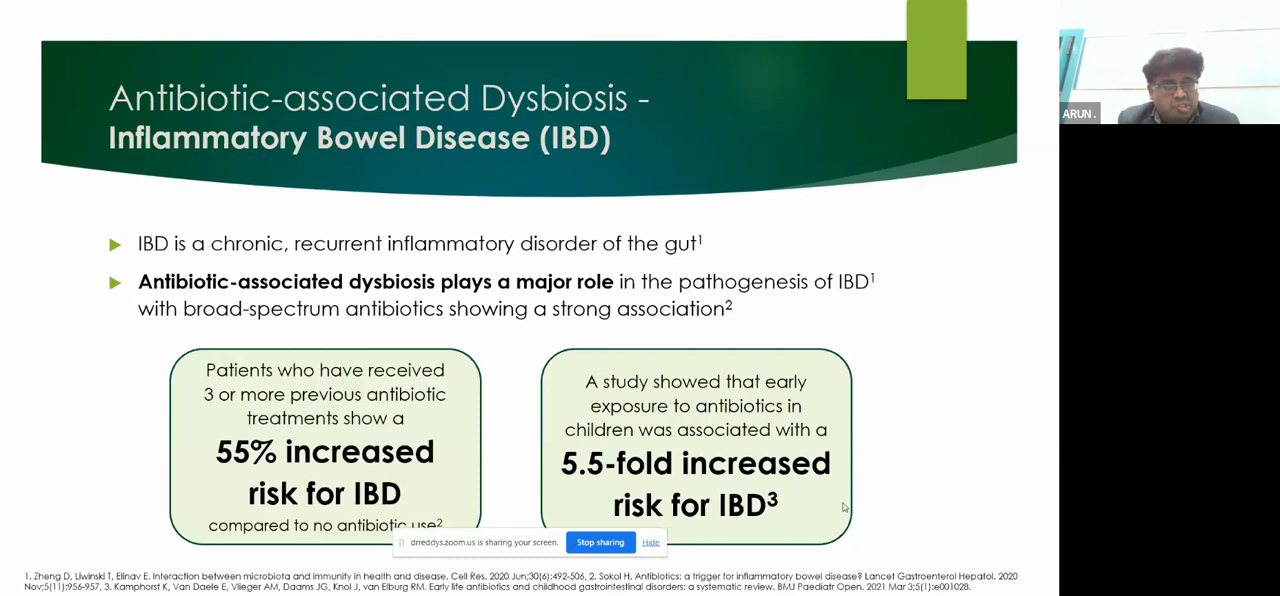 Antibiotic-associated Dysbiosis -
Inflammatory Bowel Disease (IBD)
ARUN .
IBD is a chronic, recurrent inflammatory disorder of the gut1
Antibiotic-associated dysbiosis plays a major role in the pathogenesis of IBD1
with broad-spectrum antibiotics showing a strong association2
Patients who have received
3 or more previous antibiotic
treatments show a
55% increased
risk for IBD
compared to no antibiotic use2
A study showed that early
exposure to antibiotics in
children was associated with a
5.5-fold increased
risk for IBD3
drreddys.zoom.us is sharing your screen.
Stop sharing
Hide
1. Zheng D, Liwinski T, Elinav E. Interaction between microbiota and immunity in health and disease. Cell Res. 2020 Jun;30(6):492-506, 2. Sokol H. Antibiotics: a trigger for inflammatory bowel disease? Lancet Gastroenterol Hepatol. 2020
Nov;5(11):956-957, 3. Kamphorst K, Van Daele E, Vlieger AM, Daams JG, Knol J, van Elburg RM. Early life antibiotics and childhood gastrointestinal disorders: a systematic review. BMJ Paediatr Open. 2021 Mar 3;5(1):e001028.